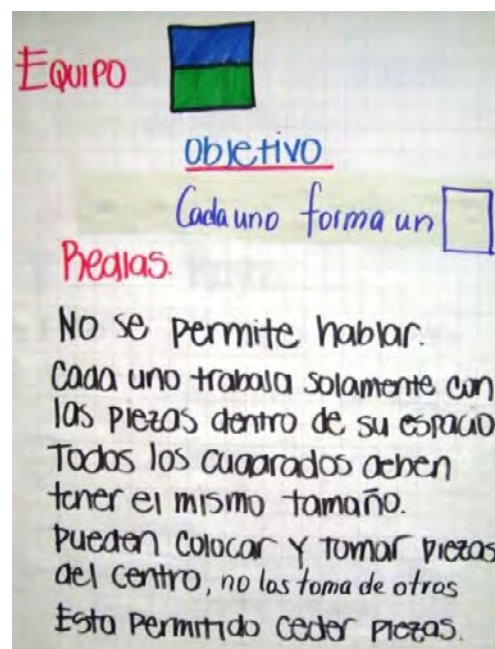 EQUIPO
Objetivo
Cada uno forma un
Reglas.
No se permite hablar.
Cada uno trabaja solamente con
las piezas dentro de su espacio
Todos los cuadrados deben
tener el mismo tamaño.
Pueden colocar y tomar piezas
del centro, no las toma de otros
Esta permitido ceder piezas.